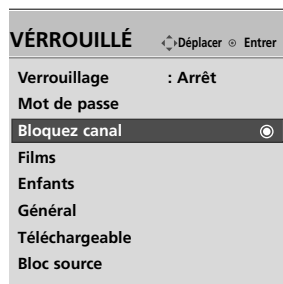 VÉRROUILLÉ Déplacer Entrer
Verrouillage : Arrêt
Mot de passe
Bloquez canal
Films
Enfants
Général
Téléchargeable
Bloc source